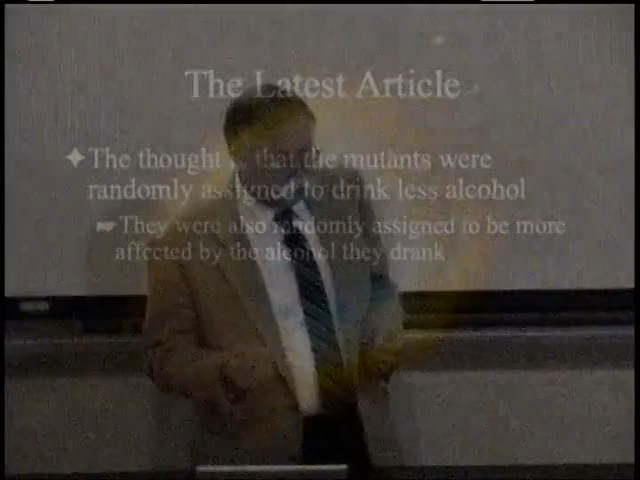 The Latest Article
The thought is that the mutants were
randomly assigned to drink less alcohol
They were also randomly assigned to be more
affected by the alcohol they drank